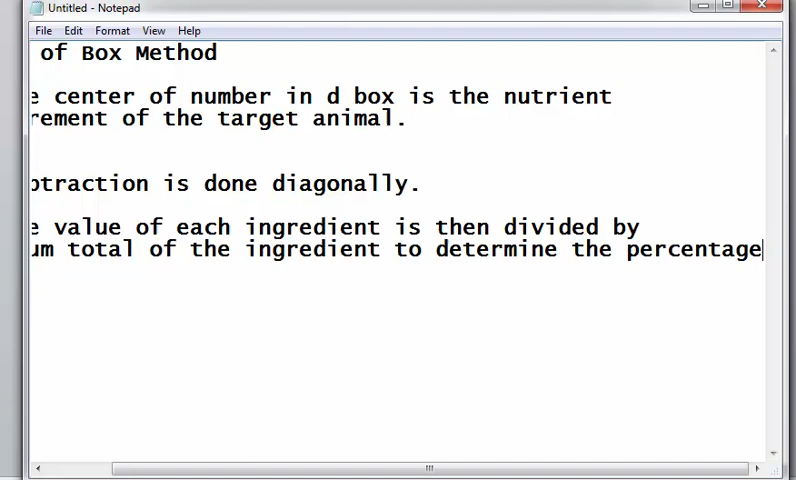 Untitled - Notepad
File Edit Format View Help
of Box Method
center of number in d box is the nutrient
of the target animal.
is done diagonally.
value of each ingredient is then divided by
total of the ingredient to determine the percentage